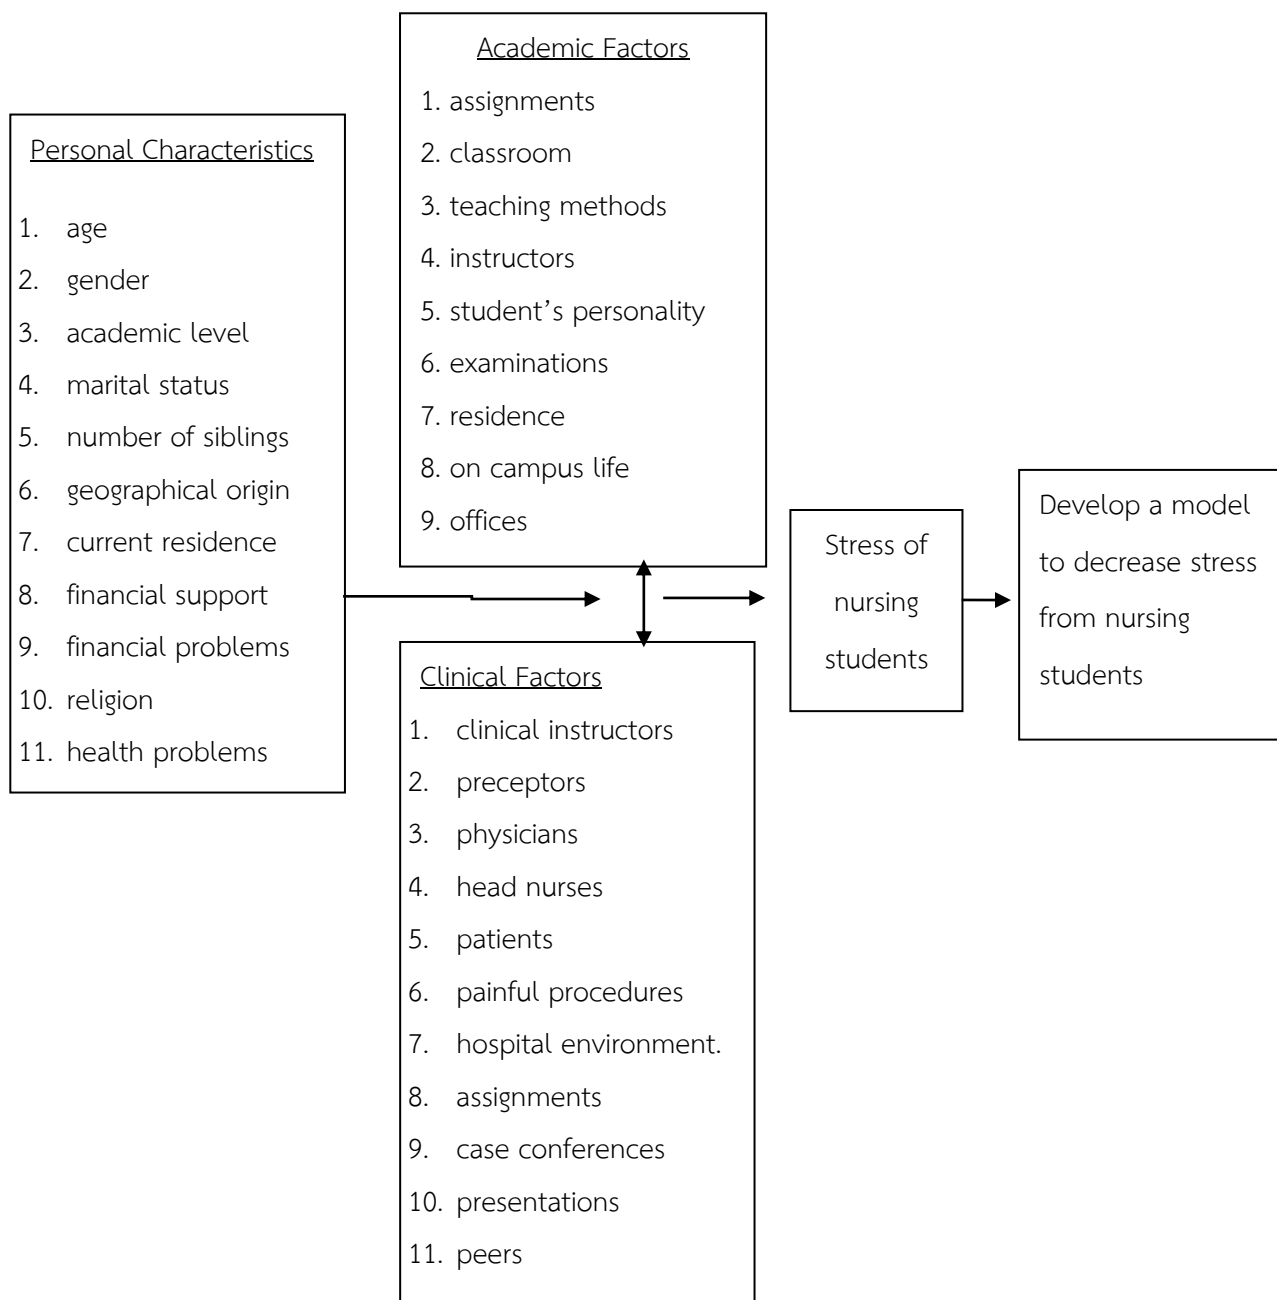 Personal Characteristics
1. age
2. gender
3. academic level
4. marital status
5. number of siblings
6. geographical origin
7. current residence
8. financial support
9. financial problems
10. religion
11. health problems
Academic Factors
1. assignments
2. classroom
3. teaching methods
4. instructors
5. student’s personality
6. examinations
7. residence
8. on campus life
9. offices
Clinical Factors
1. clinical instructors
2. preceptors
3. physicians
4. head nurses
5. patients
6. painful procedures
7. hospital environment.
8. assignments
9. case conferences
10. presentations
11. peers
Stress of
nursing
students
Develop a model
to decrease stress
from nursing
students